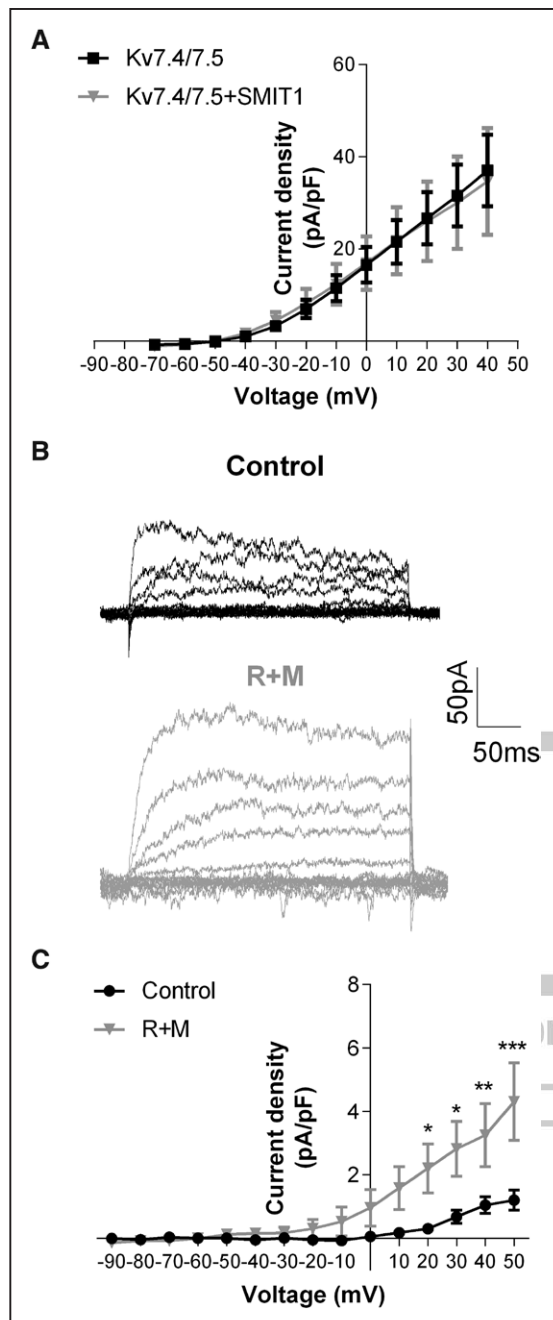 A
Kv7.4/7.5
Kv7.4/7.5+SMIT1
60
40
20
Current density
(pA/pF)
-90 -80 -70 -60 -50 -40 -30 -20 -10 0 10 20 30 40 50
Voltage (mV)
B
Control
R+M
50pA
50ms
C
Control
R+M
8
6
4
2
Current density
(pA/pF)
* * ** ***
-90 -80 -70 -60 -50 -40 -30 -20 -10 0 10 20 30 40 50
Voltage (mV)